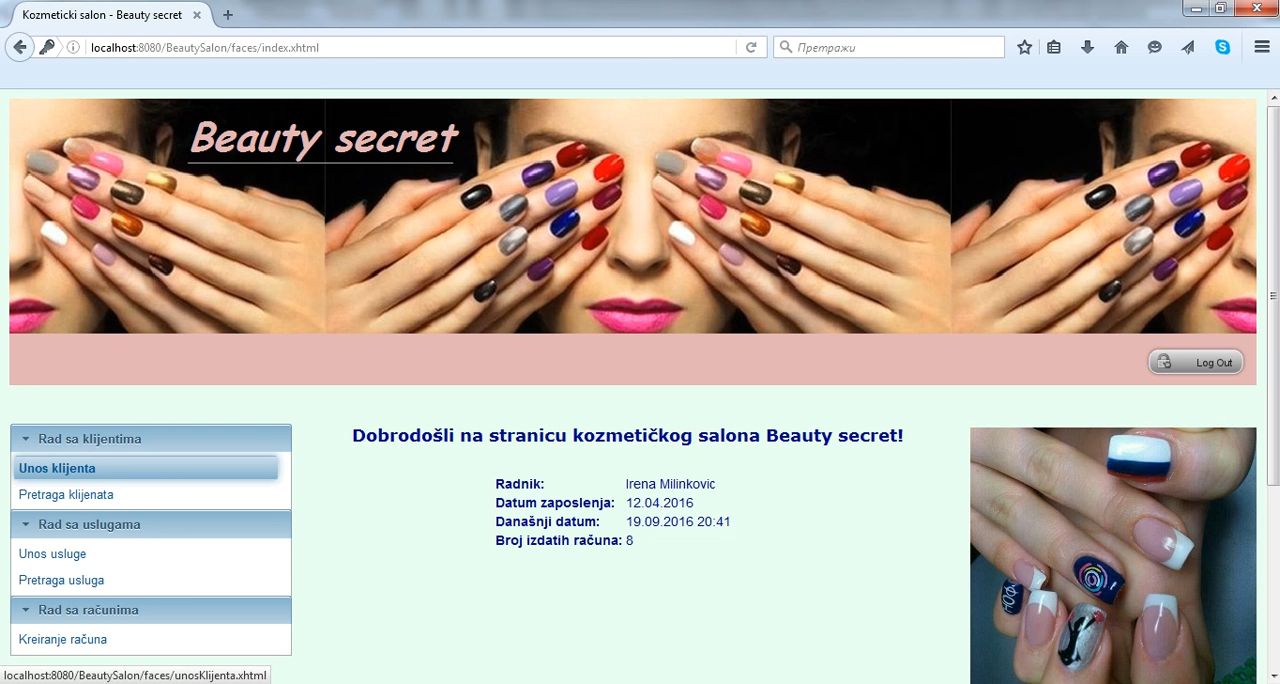 Kozmeticki salon - Beauty secret
localhost:8080/BeautySalon/faces/index.xhtml
Претражи
Beauty secret
Log Out
Rad sa klijentima
Unos klijenta
Pretraga klijenata
Rad sa uslugama
Unos usluge
Pretraga usluga
Rad sa računima
Kreiranje računa
Dobrodošli na stranicu kozmetičkog salona Beauty secret!
Radnik: Irena Milinkovic
Datum zaposlenja: 12.04.2016
Današnji datum: 19.09.2016 20:41
Broj izdatih računa: 8
localhost:8080/BeautySalon/faces/unosKlijenta.xhtml